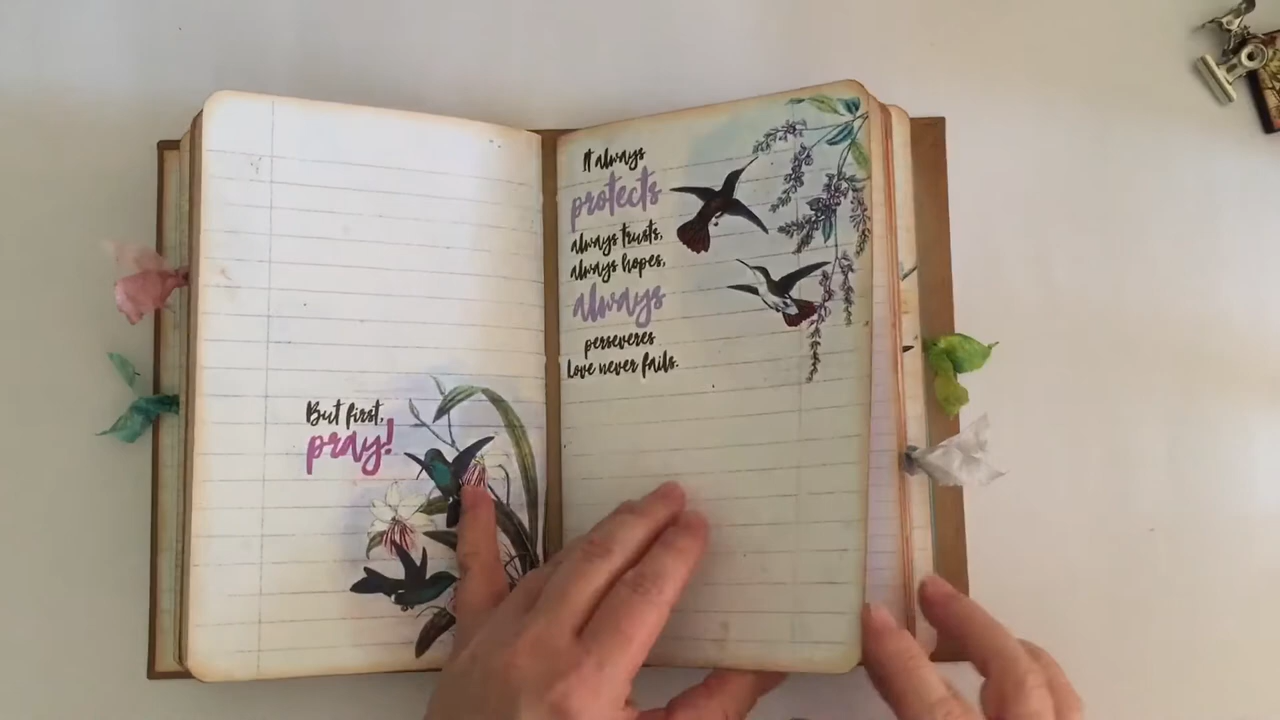 But first,
pray!
It always
protects
always trusts,
always hopes,
always
perseveres
Love never fails.